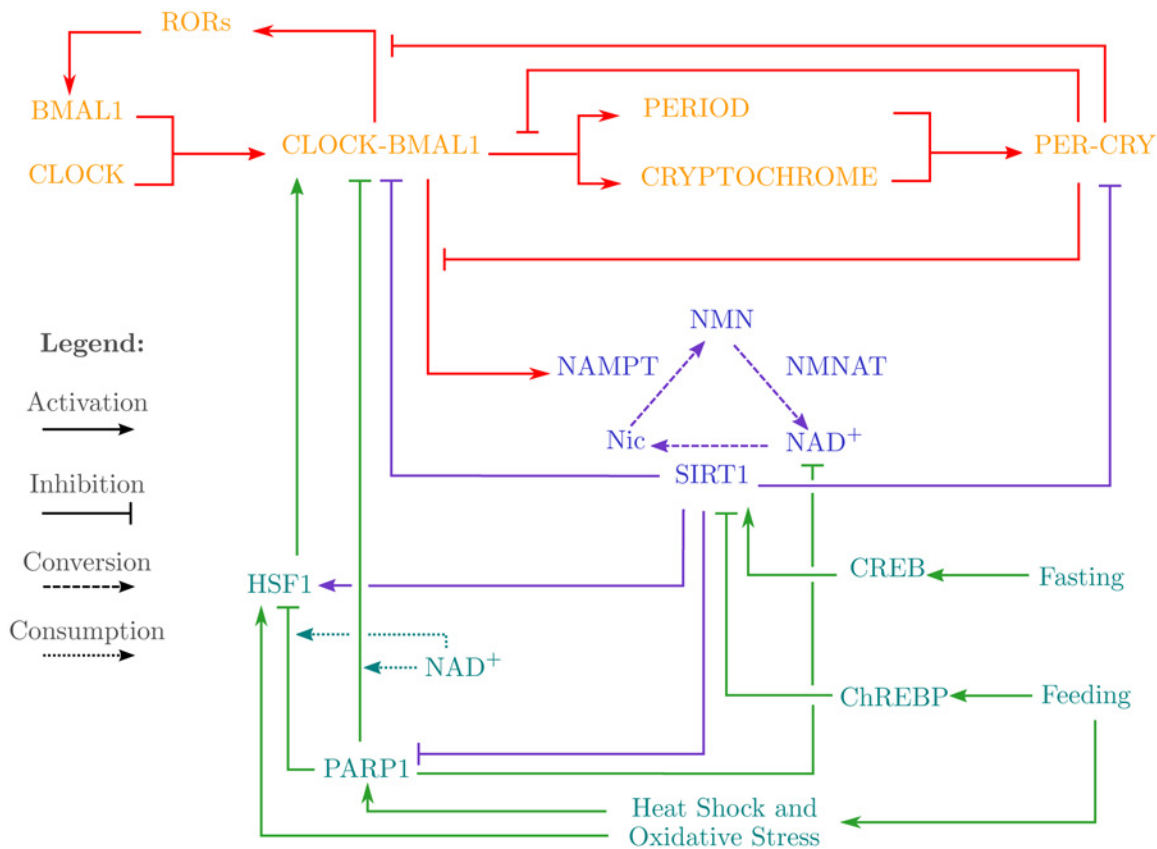 RORs
BMAL1
CLOCK
CLOCK-BMAL1
PERIOD
CRYPTOCHROME
PER-CRY
Legend:
Activation
Inhibition
Conversion
Consumption
NMN
NAMPT
NMNAT
Nic
NAD+
SIRT1
HSF1
CREB
Fasting
NAD+
ChREBP
Feeding
PARP1
Heat Shock and
Oxidative Stress